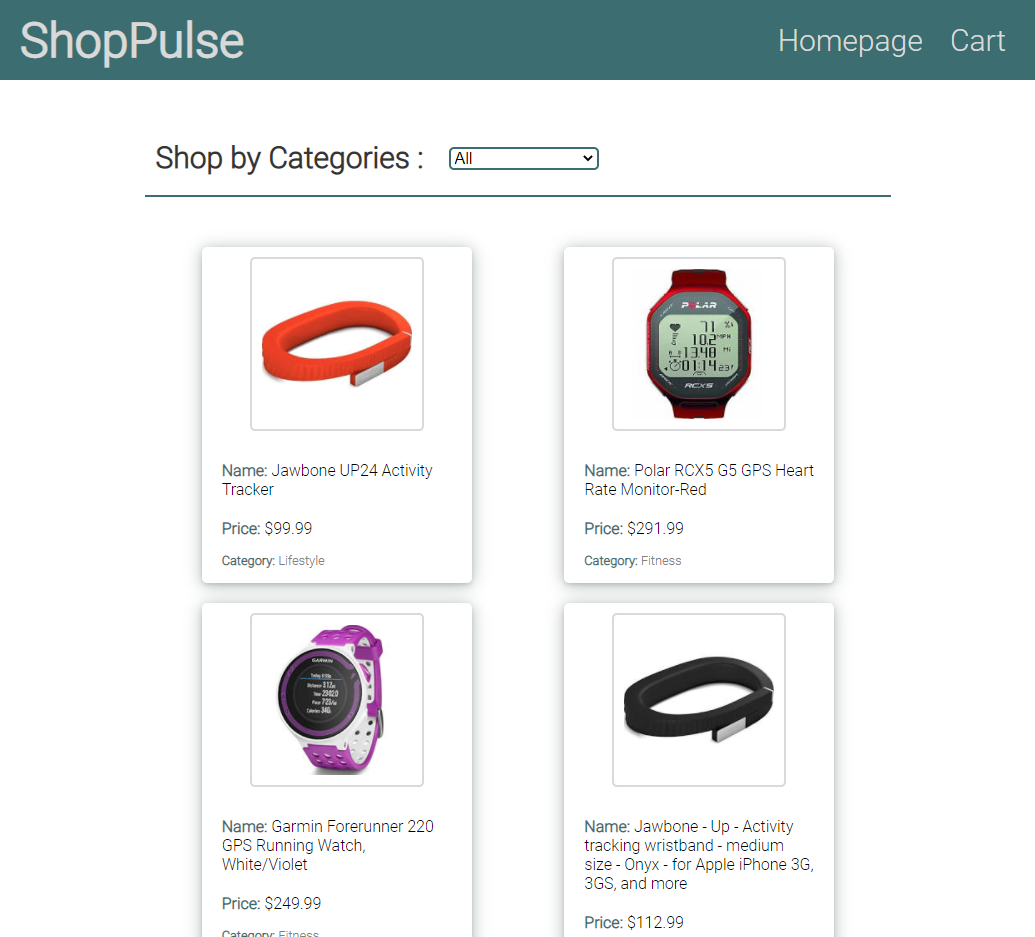 ShopPulse
Homepage Cart
Shop by Categories :
All
Name: Jawbone UP24 Activity
Tracker
Price: $99.99
Category: Lifestyle
POLAR
71
10.2 MPH
13.48 Mi
01:14 23!
RCX5
Name: Polar RCX5 G5 GPS Heart
Rate Monitor-Red
Price: $291.99
Category: Fitness
GARMIN
Name: Garmin Forerunner 220
GPS Running Watch,
White/Violet
Price: $249.99
Category: Fitness
Name: Jawbone - Up - Activity
tracking wristband - medium
size - Onyx - for Apple iPhone 3G,
3GS, and more
Price: $112.99